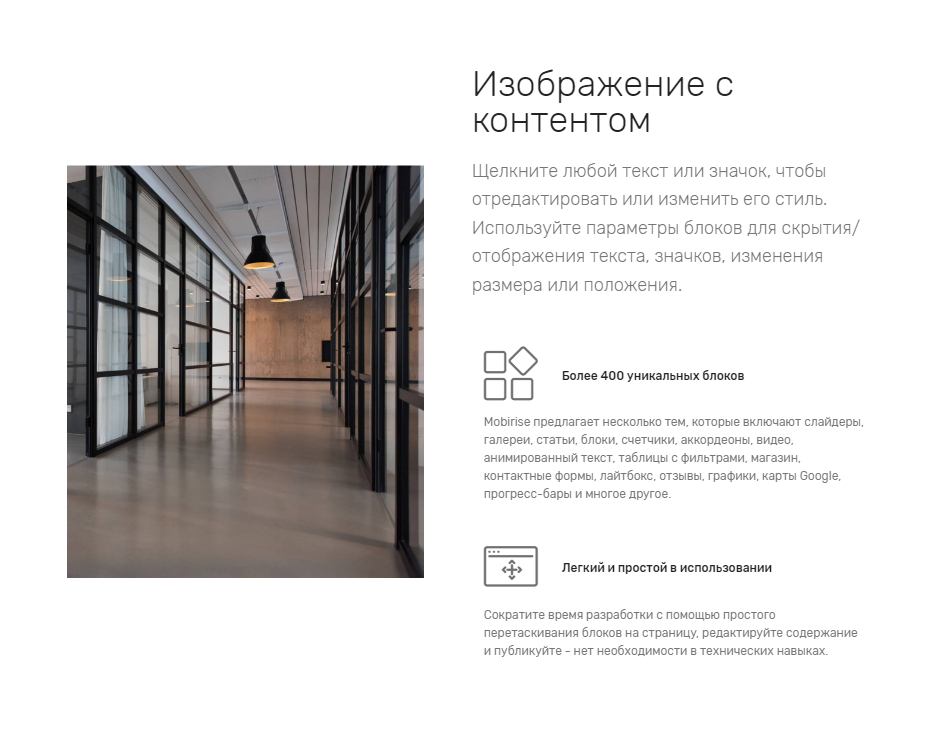 Изображение с
контентом
Щелкните любой текст или значок, чтобы
отредактировать или изменить его стиль.
Используйте параметры блоков для скрытия/
отображения текста, значков, изменения
размера или положения.
Более 400 уникальных блоков
Mobirise предлагает несколько тем, которые включают слайдеры,
галереи, статьи, блоки, счетчики, аккордеоны, видео,
анимированный текст, таблицы с фильтрами, магазин,
контактные формы, лайтбокс, отзывы, графики, карты Google,
прогресс-бары и многое другое.
Легкий и простой в использовании
Сократите время разработки с помощью простого
перетаскивания блоков на страницу, редактируйте содержание
и публикуйте - нет необходимости в технических навыках.